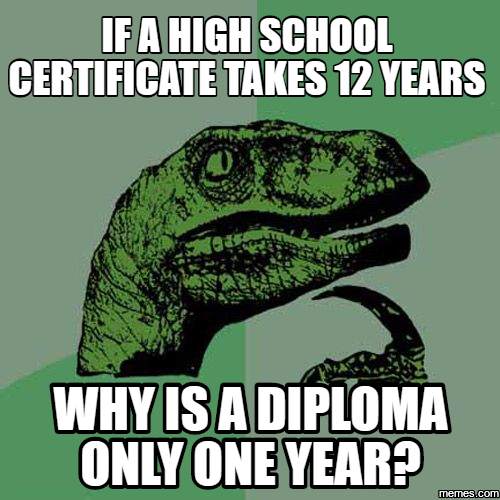 IF A HIGH SCHOOL
CERTIFICATE TAKES 12 YEARS
WHY IS A DIPLOMA
ONLY ONE YEAR?
memes.com